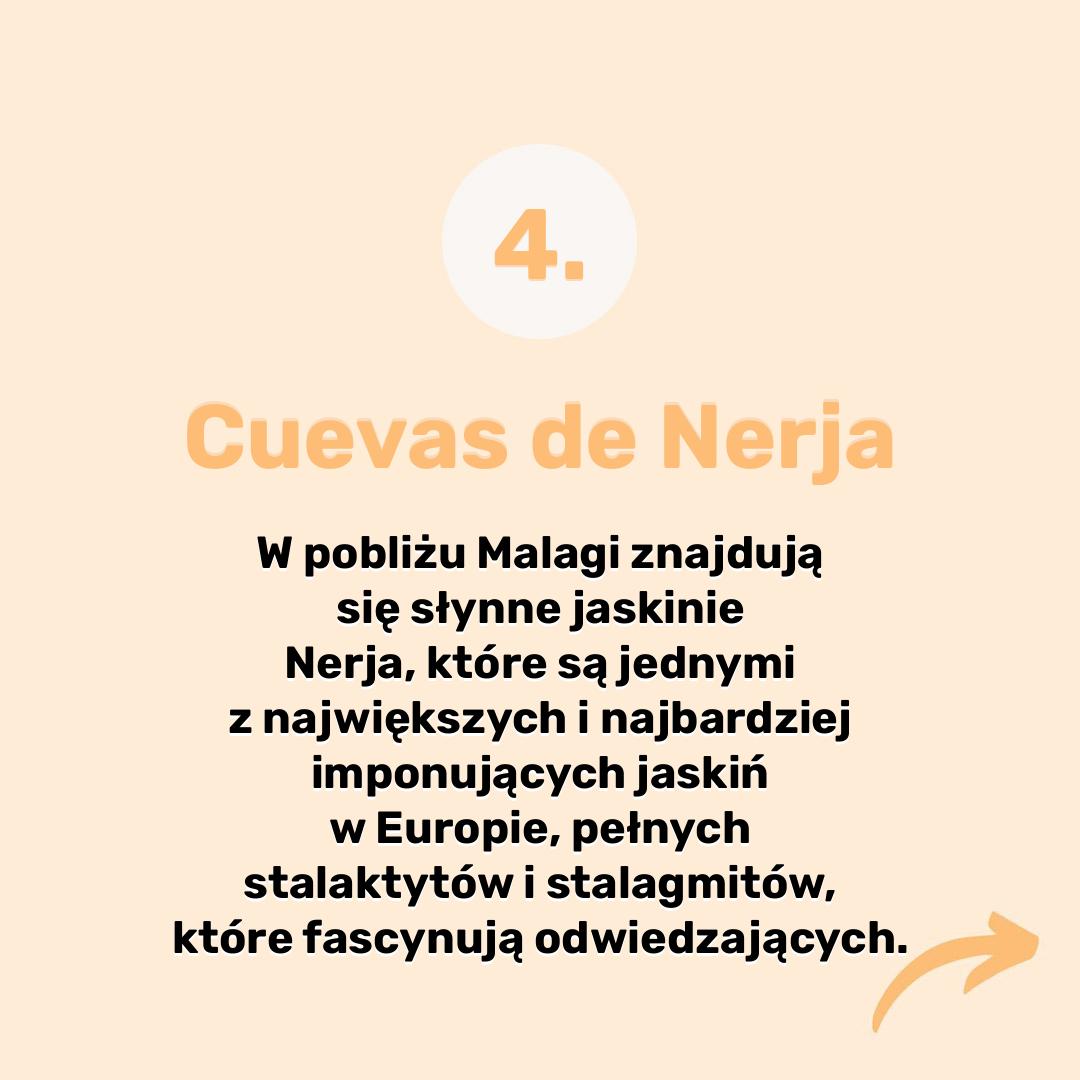 4.
Cuevas de Nerja
W pobliżu Malagi znajdują
się słynne jaskinie
Nerja, które są jednymi
z największych i najbardziej
imponujących jaskiń
w Europie, pełnych
stalaktytów i stalagmitów,
które fascynują odwiedzających.